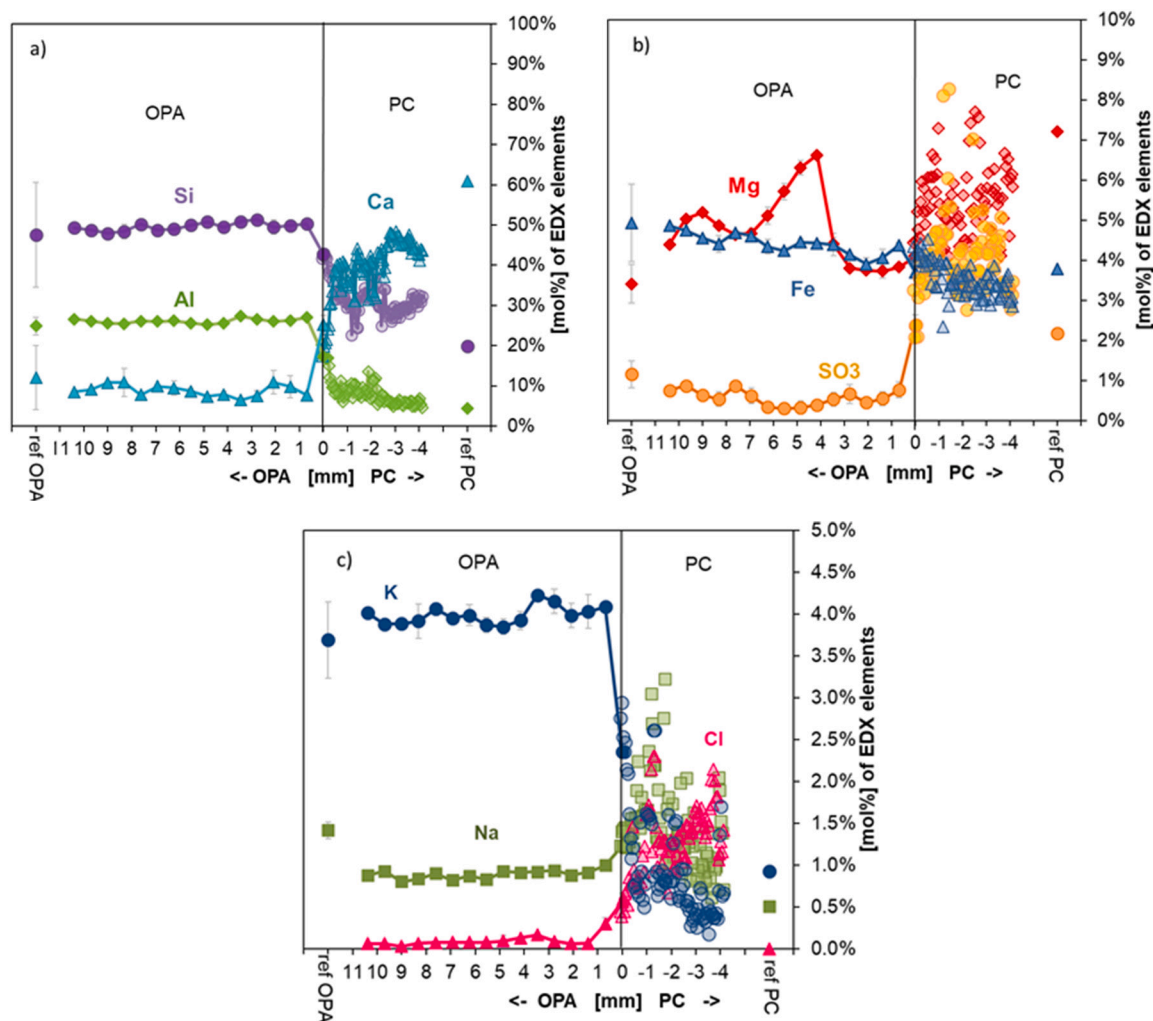 a)
OPA
PC
Si
Ca
Al
100%
90%
80%
70%
60%
50%
40%
30%
20%
10%
0%
[mol%] of EDX elements
ref OPA
11 10 9 8 7 6 5 4 3 2 1 0 -1 -2 -3 -4
ref PC
<- OPA [mm] PC ->
b)
OPA
PC
Mg
Fe
SO3
10%
9%
8%
7%
6%
5%
4%
3%
2%
1%
0%
[mol%] of EDX elements
ref OPA
11 10 9 8 7 6 5 4 3 2 1 0 -1 -2 -3 -4
ref PC
<- OPA [mm] PC ->
c)
OPA
PC
K
Na
Cl
5.0%
4.5%
4.0%
3.5%
3.0%
2.5%
2.0%
1.5%
1.0%
0.5%
0.0%
[mol%] of EDX elements
ref OPA
11 10 9 8 7 6 5 4 3 2 1 0 -1 -2 -3 -4
ref PC
<- OPA [mm] PC ->